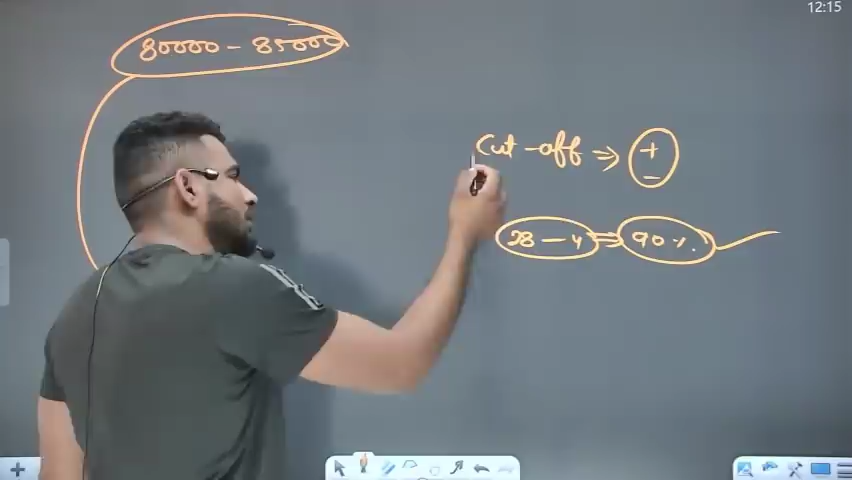 12:15
80000 - 85000
Cut-off ⇒ + -
28 - 4 ⇒ 90%.